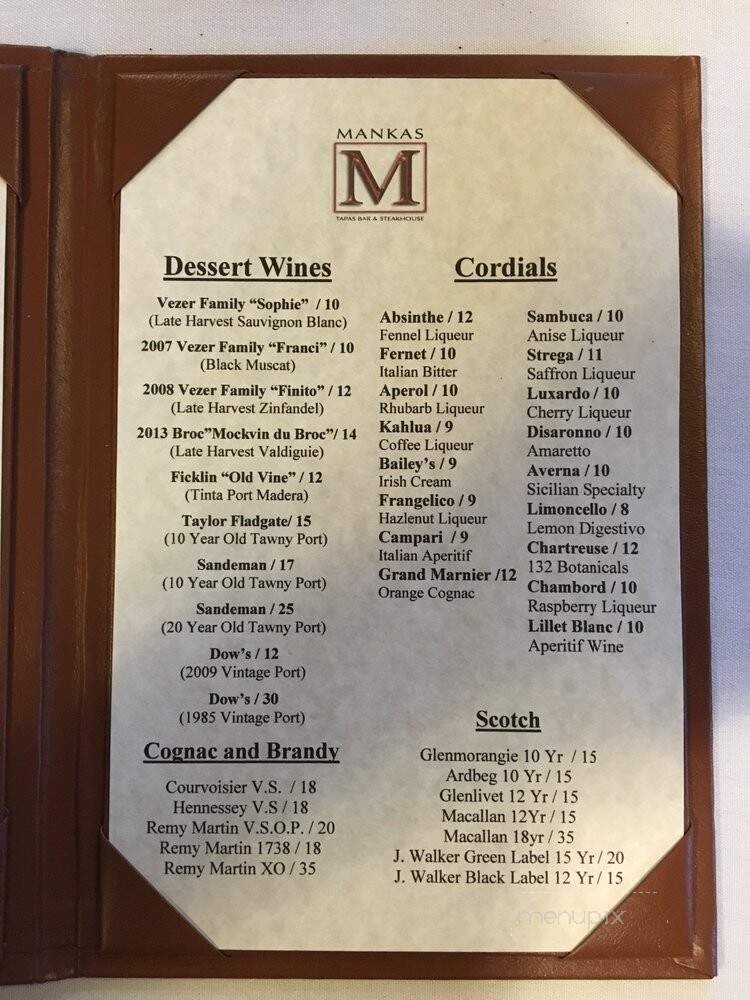 MANKAS
M
TAPAS BAR & STEAKHOUSE
Dessert Wines
Vezer Family “Sophie” / 10
(Late Harvest Sauvignon Blanc)
2007 Vezer Family “Franci” / 10
(Black Muscat)
2008 Vezer Family “Finito” / 12
(Late Harvest Zinfandel)
2013 Broc”Mockvin du Broc”/ 14
(Late Harvest Valdiguie)
Ficklin “Old Vine” / 12
(Tinta Port Madera)
Taylor Fladgate/ 15
(10 Year Old Tawny Port)
Sandeman / 17
(10 Year Old Tawny Port)
Sandeman / 25
(20 Year Old Tawny Port)
Dow’s / 12
(2009 Vintage Port)
Dow’s / 30
(1985 Vintage Port)
Cognac and Brandy
Courvoisier V.S. / 18
Hennessey V.S / 18
Remy Martin V.S.O.P. / 20
Remy Martin 1738 / 18
Remy Martin XO / 35
Cordials
Absinthe / 12
Fennel Liqueur
Fernet / 10
Italian Bitter
Aperol / 10
Rhubarb Liqueur
Kahlua / 9
Coffee Liqueur
Bailey’s / 9
Irish Cream
Frangelico / 9
Hazlenut Liqueur
Campari / 9
Italian Aperitif
Grand Marnier /12
Orange Cognac
Sambuca / 10
Anise Liqueur
Strega / 11
Saffron Liqueur
Luxardo / 10
Cherry Liqueur
Disaronno / 10
Amaretto
Averna / 10
Sicilian Specialty
Limoncello / 8
Lemon Digestivo
Chartreuse / 12
132 Botanicals
Chambord / 10
Raspberry Liqueur
Lillet Blanc / 10
Aperitif Wine
Scotch
Glenmorangie 10 Yr / 15
Ardbeg 10 Yr / 15
Glenlivet 12 Yr / 15
Macallan 12Yr / 15
Macallan 18yr / 35
J. Walker Green Label 15 Yr / 20
J. Walker Black Label 12 Yr / 15
menupix